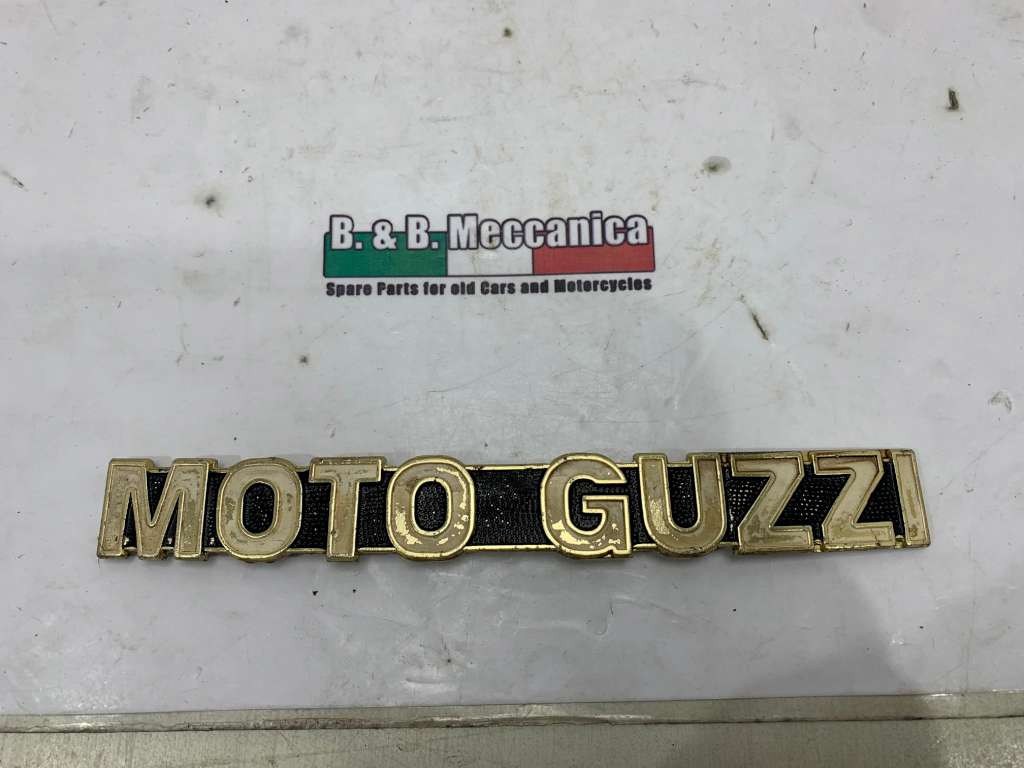 B. & B. Meccanica
Spare Parts for old Cars and Motorcycles
MOTO GUZZI